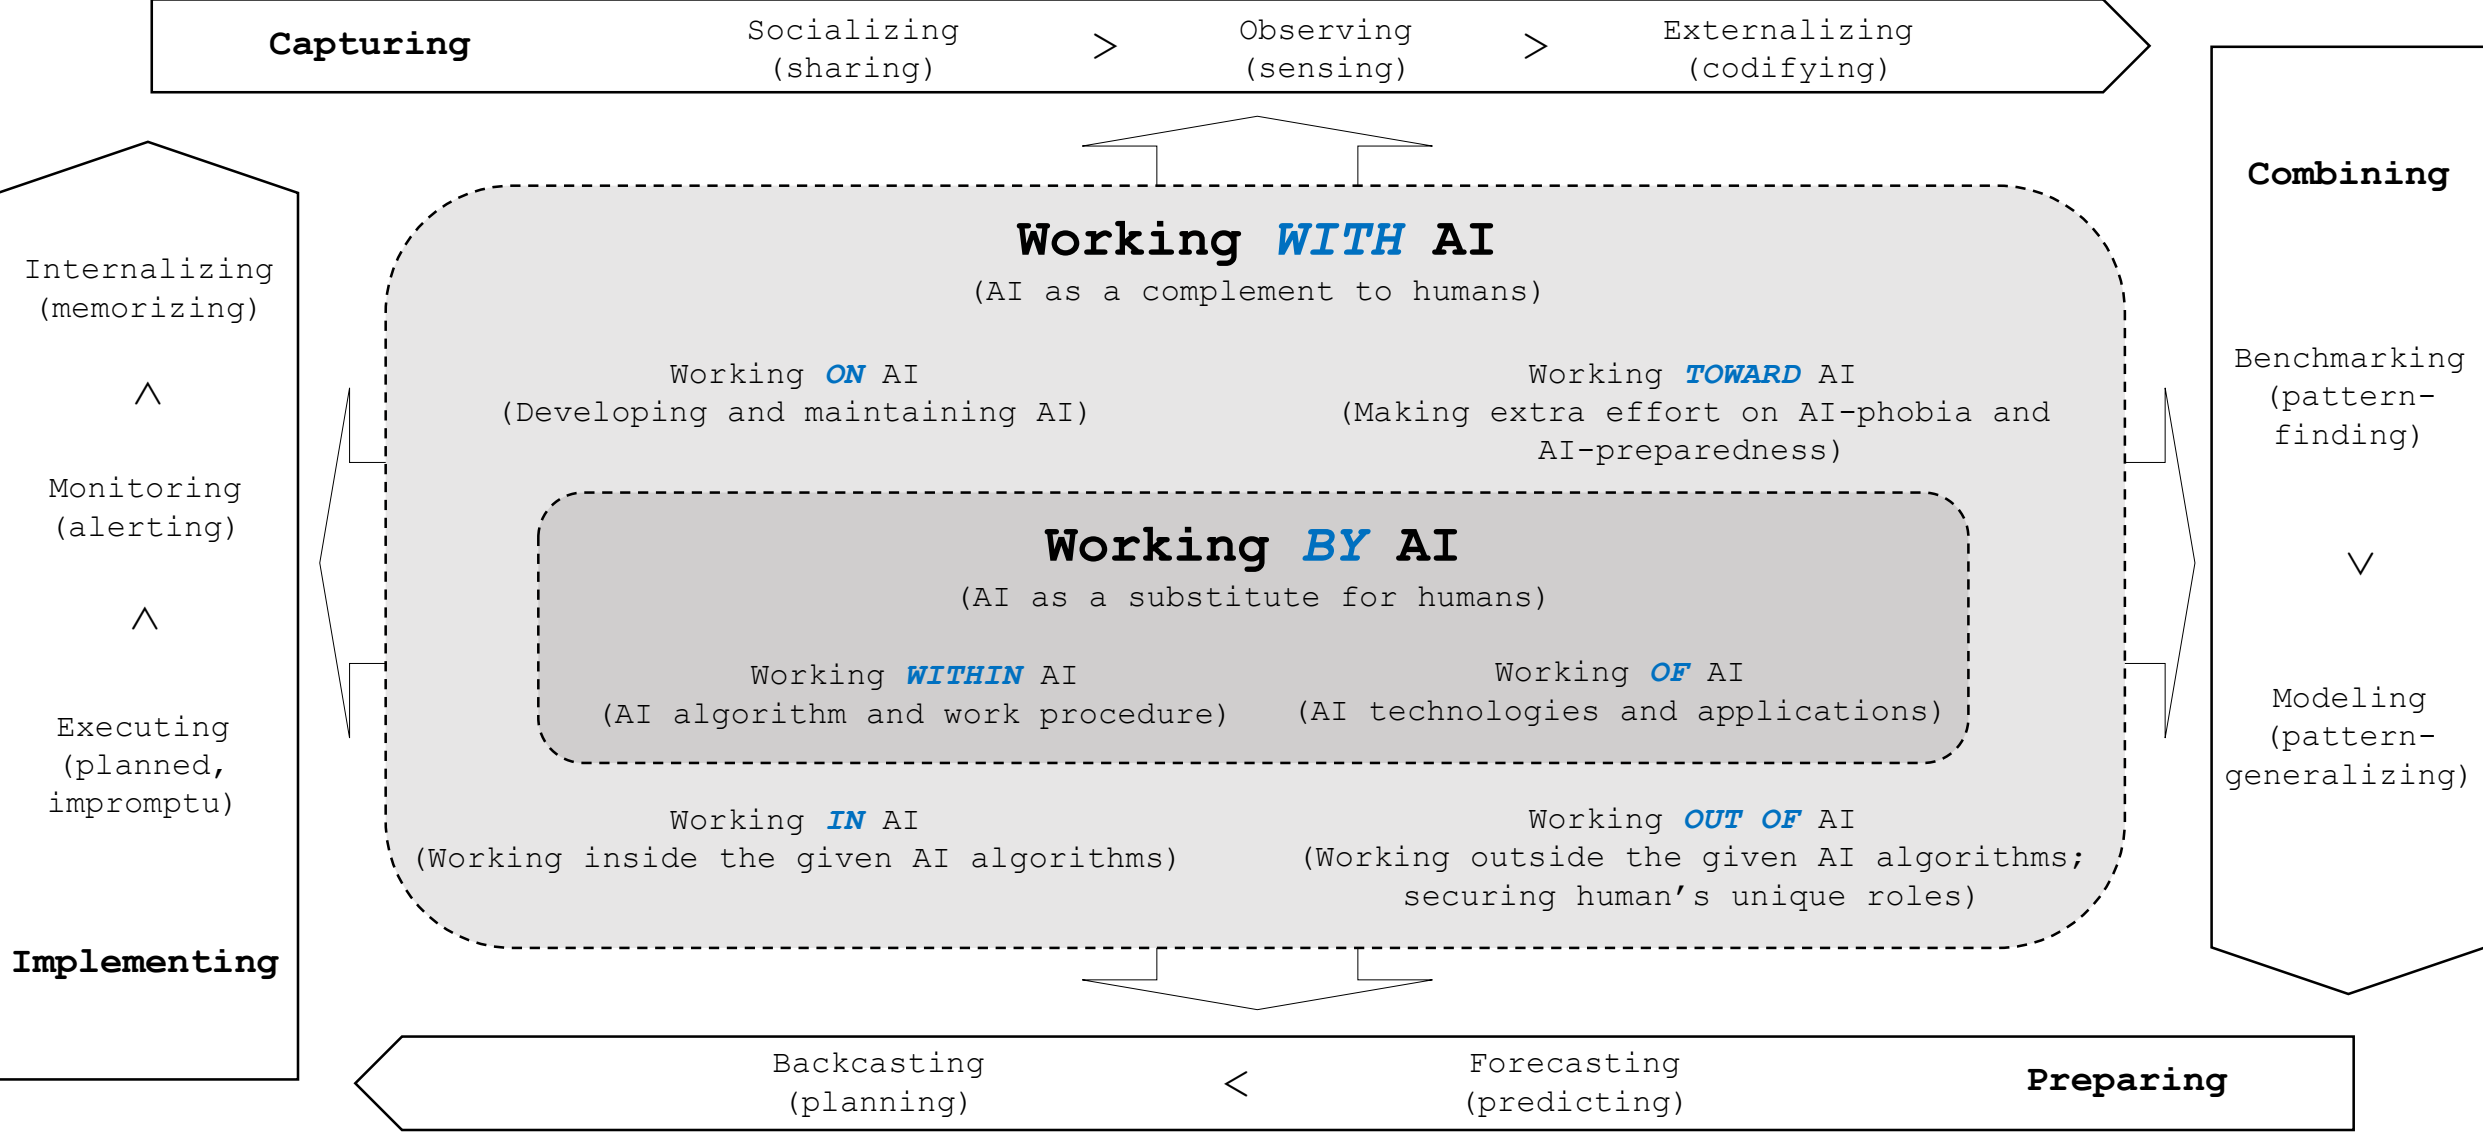 Capturing
Socializing
(sharing)
>
Observing
(sensing)
>
Externalizing
(codifying)
Combining
Benchmarking
(pattern-
finding)
>
Modeling
(pattern-
generalizing)
Preparing
Forecasting
(predicting)
<
Backcasting
(planning)
Implementing
Executing
(planned,
impromptu)
>
Monitoring
(alerting)
>
Internalizing
(memorizing)
Working WITH AI
(AI as a complement to humans)
Working ON AI
(Developing and maintaining AI)
Working TOWARD AI
(Making extra effort on AI-phobia and
AI-preparedness)
Working BY AI
(AI as a substitute for humans)
Working WITHIN AI
(AI algorithm and work procedure)
Working OF AI
(AI technologies and applications)
Working IN AI
(Working inside the given AI algorithms)
Working OUT OF AI
(Working outside the given AI algorithms;
securing human’s unique roles)